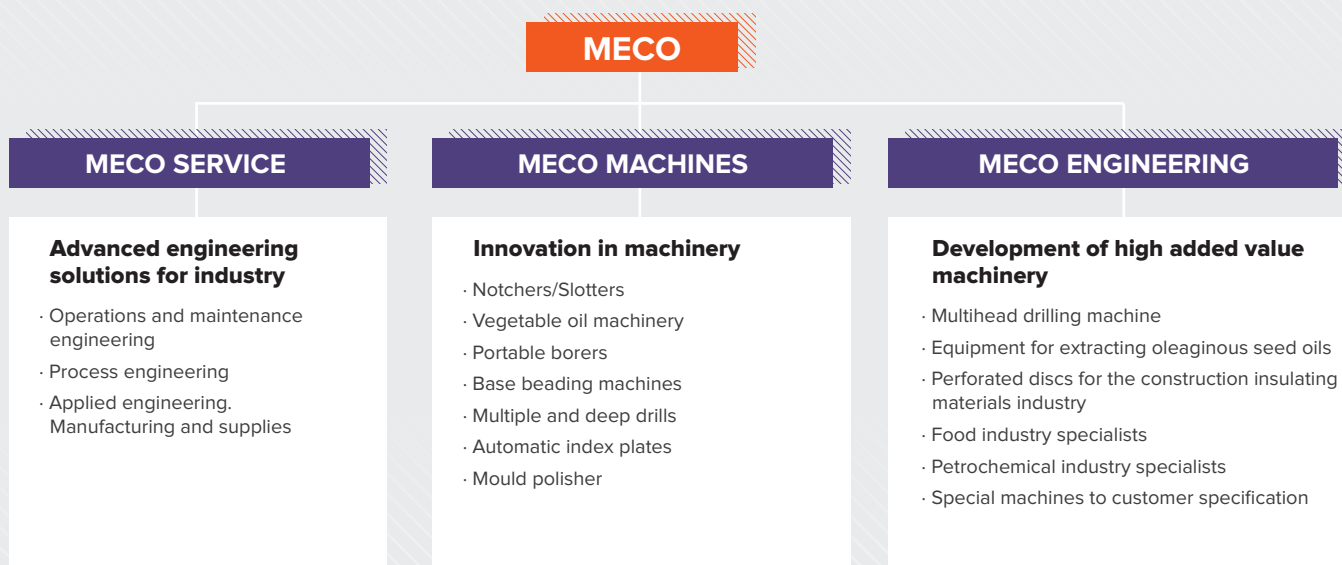 MECO
MECO SERVICE
Advanced engineering
solutions for industry
· Operations and maintenance
engineering
· Process engineering
· Applied engineering.
Manufacturing and supplies
MECO MACHINES
Innovation in machinery
· Notchers/Slotters
· Vegetable oil machinery
· Portable borers
· Base beading machines
· Multiple and deep drills
· Automatic index plates
· Mould polisher
MECO ENGINEERING
Development of high added value
machinery
· Multihead drilling machine
· Equipment for extracting oleaginous seed oils
· Perforated discs for the construction insulating
materials industry
· Food industry specialists
· Petrochemical industry specialists
· Special machines to customer specification